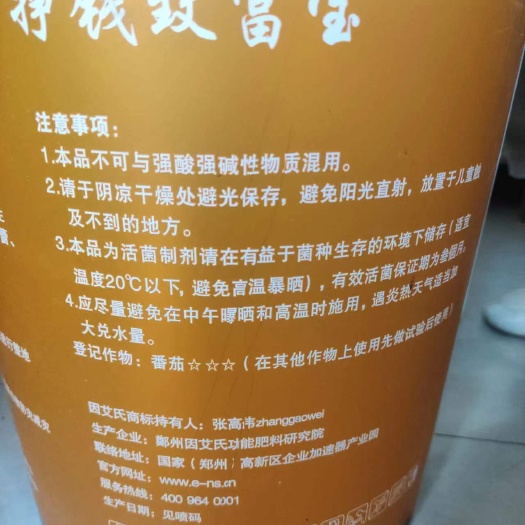 挣钱致富宝
注意事项：
1.本品不可与强酸强碱性物质混用。
2.请于阴凉干燥处避光保存，避免阳光直射，放置于儿童触
及不到的地方。
3.本品为活菌制剂请在有益于菌种生存的环境下储存（适宜
温度20℃以下,避免高温暴晒），有效活菌保证期为叁個月。
4.应尽量避免在中午曝晒和高温时施用，遇炎热天气适当加
大兑水量。
登记作物：番茄☆☆☆（在其他作物上使用先做试验后使用）
因艾氏商标持有人：张高伟zhanggaowei
生产企业：鄭州因艾氏功能肥料研究院
联络地址：国家（郑州）高新区企业加速器产业园
官方网址：www.e-ns.cn
服务热线：400 964 0001
生产日期：见喷码